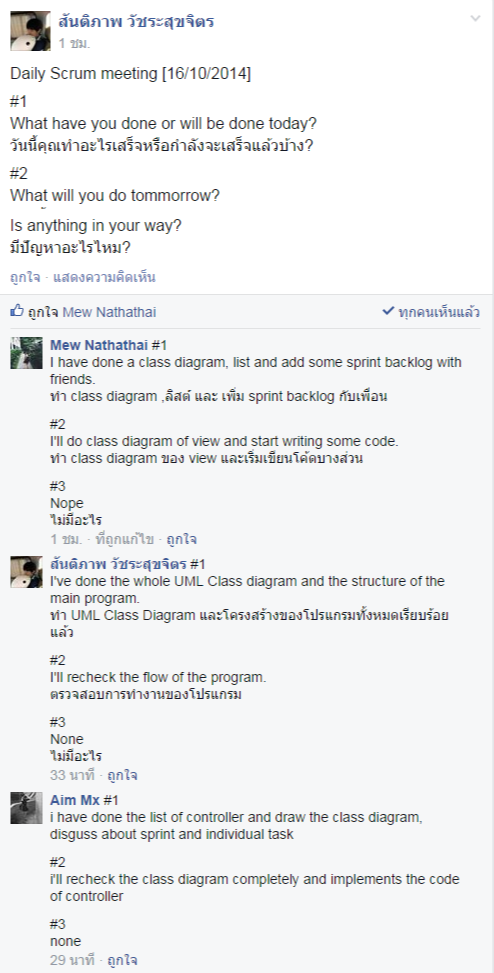 สันติภาพ วัชระสุขจิตร
1 ชม.
Daily Scrum meeting [16/10/2014]
#1
What have you done or will be done today?
วันนี้คุณทำอะไรเสร็จหรือกำลังจะเสร็จแล้วบ้าง?
#2
What will you do tommorrow?
Is anything in your way?
มีปัญหาอะไรไหม?
ถูกใจ · แสดงความคิดเห็น
ถูกใจ Mew Nathathai
ทุกคนเห็นแล้ว
Mew Nathathai #1
I have done a class diagram, list and add some sprint backlog with
friends.
ทำ class diagram ,ลิสต์ และ เพิ่ม sprint backlog กับเพื่อน
#2
I'll do class diagram of view and start writing some code.
ทำ class diagram ของ view และเริ่มเขียนโค้ดบางส่วน
#3
Nope
ไม่มีอะไร
1 ชม. · ที่ถูกแก้ไข · ถูกใจ
สันติภาพ วัชระสุขจิตร #1
I've done the whole UML Class diagram and the structure of the
main program.
ทำ UML Class Diagram และโครงสร้างของโปรแกรมทั้งหมดเรียบร้อย
แล้ว
#2
I'll recheck the flow of the program.
ตรวจสอบการทำงานของโปรแกรม
#3
None
ไม่มีอะไร
33 นาที · ถูกใจ
Aim Mx #1
i have done the list of controller and draw the class diagram,
disguss about sprint and individual task
#2
i'll recheck the class diagram completely and implements the code
of controller
#3
none
29 นาที · ถูกใจ